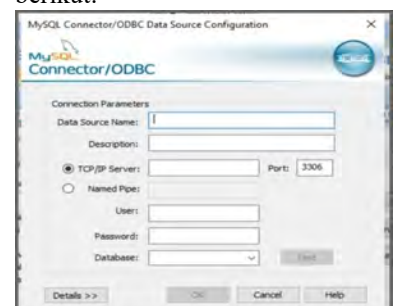 berikut:
MySQL Connector/ODBC Data Source Configuration
MySQL
Connector/ODBC
Connection Parameters
Data Source Name:
Description:
TCP/IP Server:
Port: 3306
Named Pipe:
User:
Password:
Database:
Test
Details >>
OK
Cancel
Help